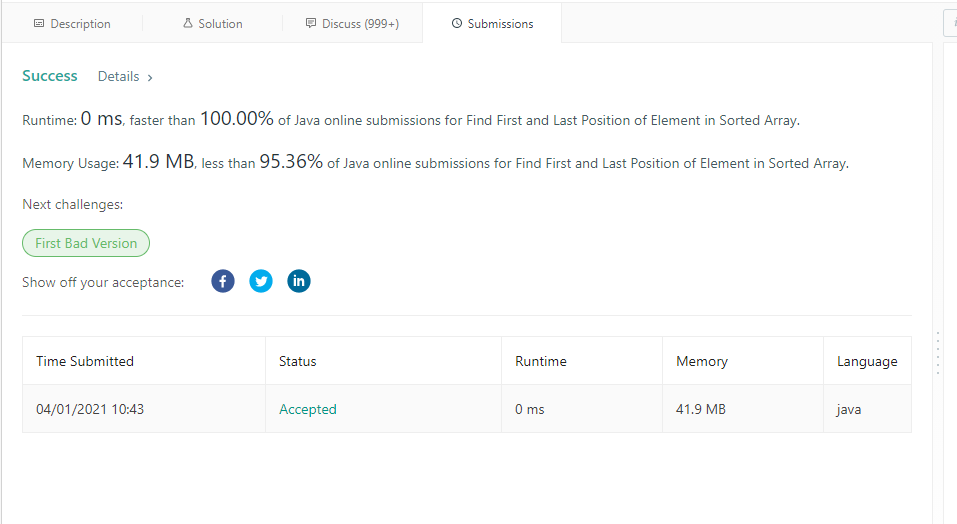 Description Solution Discuss (999+) Submissions
Success Details >
Runtime: 0 ms, faster than 100.00% of Java online submissions for Find First and Last Position of Element in Sorted Array.
Memory Usage: 41.9 MB, less than 95.36% of Java online submissions for Find First and Last Position of Element in Sorted Array.
Next challenges:
First Bad Version
Show off your acceptance:
Time Submitted Status Runtime Memory Language
04/01/2021 10:43 Accepted 0 ms 41.9 MB java